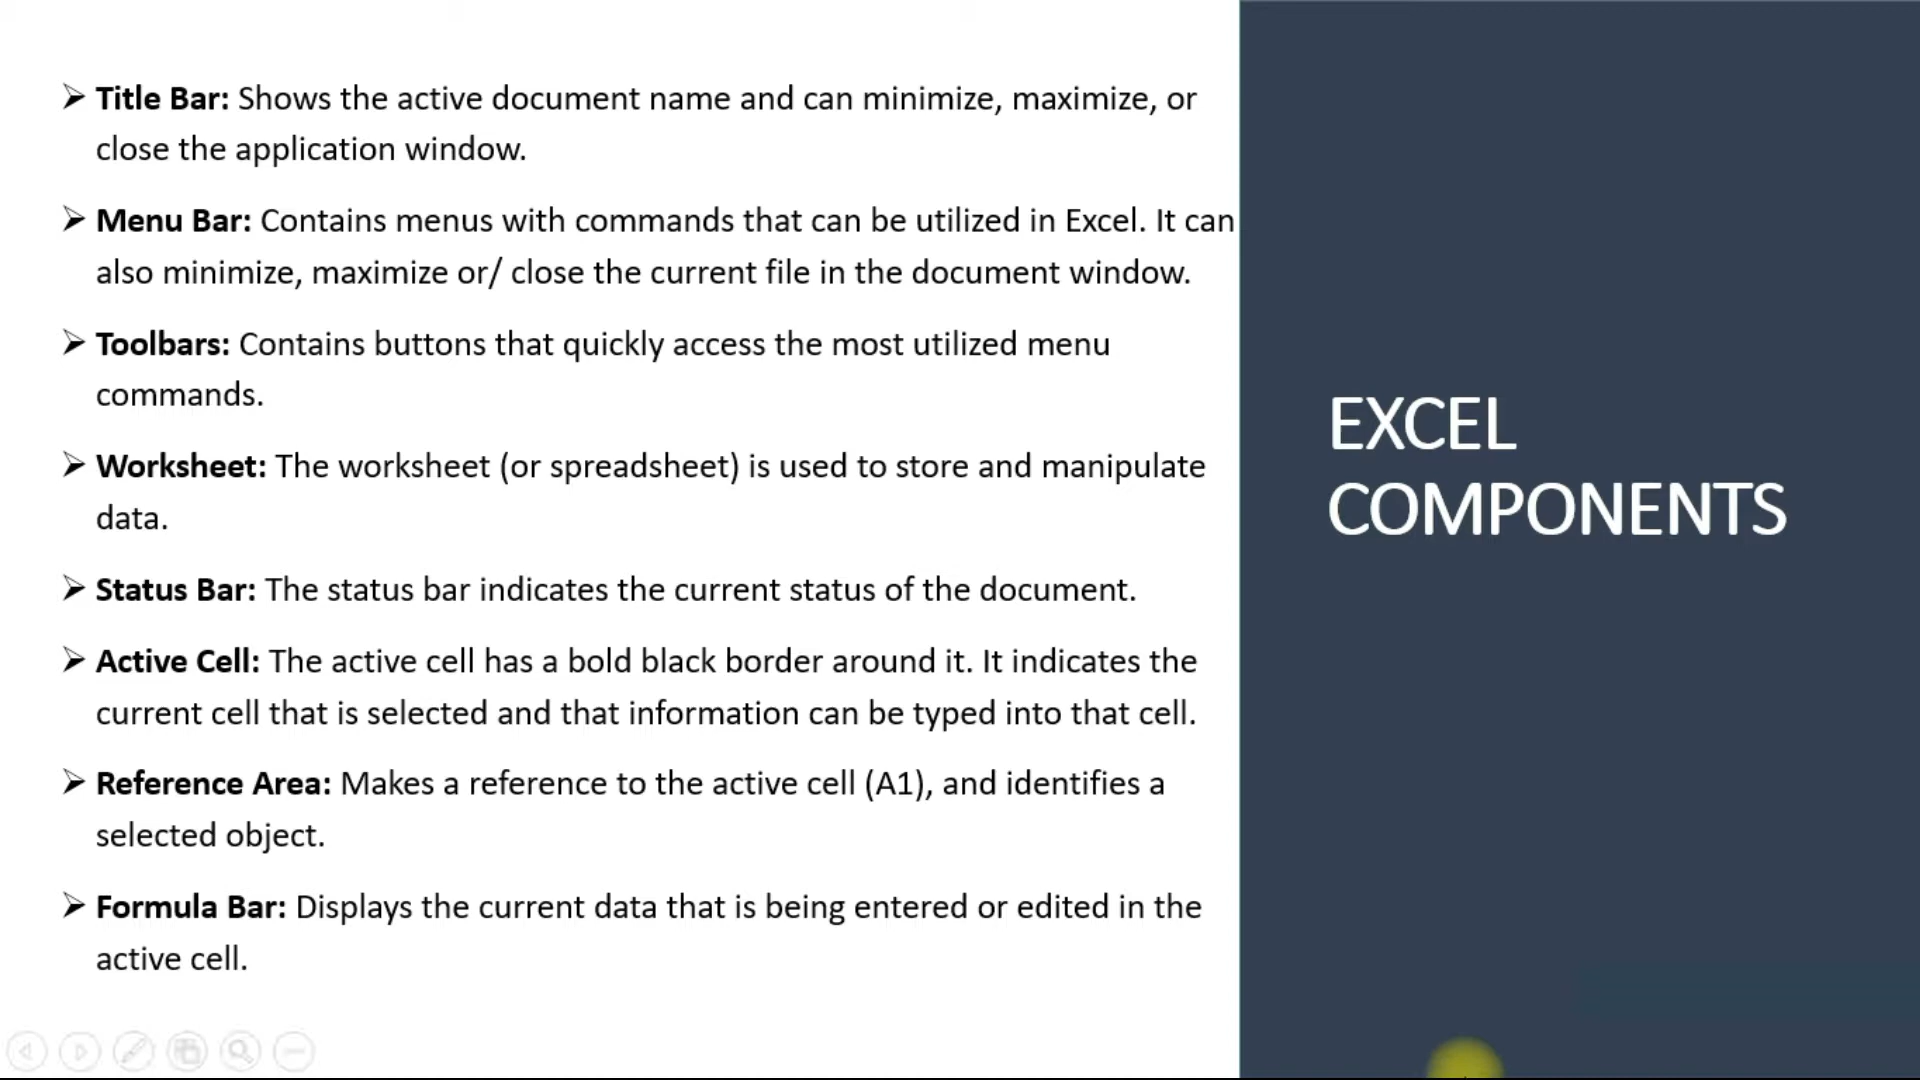 Title Bar: Shows the active document name and can minimize, maximize, or
close the application window.
Menu Bar: Contains menus with commands that can be utilized in Excel. It can
also minimize, maximize or/ close the current file in the document window.
Toolbars: Contains buttons that quickly access the most utilized menu
commands.
Worksheet: The worksheet (or spreadsheet) is used to store and manipulate
data.
Status Bar: The status bar indicates the current status of the document.
Active Cell: The active cell has a bold black border around it. It indicates the
current cell that is selected and that information can be typed into that cell.
Reference Area: Makes a reference to the active cell (A1), and identifies a
selected object.
Formula Bar: Displays the current data that is being entered or edited in the
active cell.
EXCEL
COMPONENTS